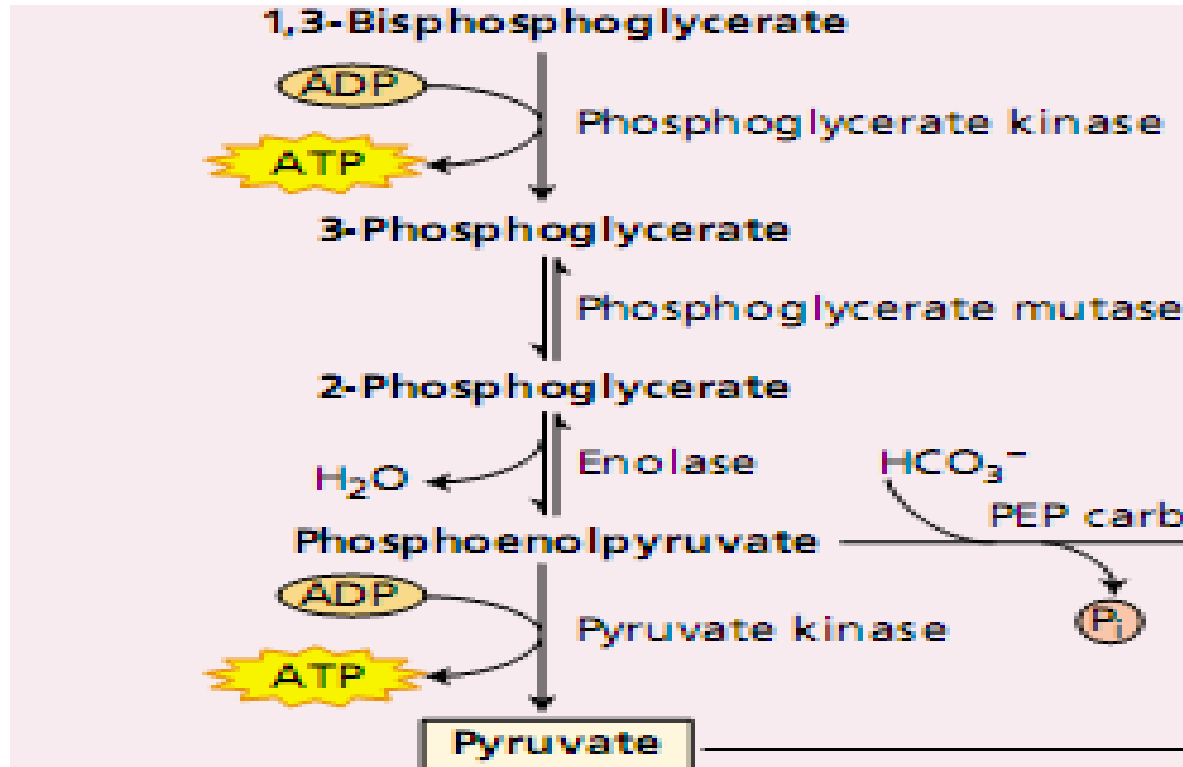 1,3-Bisphosphoglycerate
ADP
Phosphoglycerate kinase
ATP
3-Phosphoglycerate
Phosphoglycerate mutase
2-Phosphoglycerate
H₂O
Enolase
HCO₃⁻
PEP carb
Phosphoenolpyruvate
ADP
Pyruvate kinase
Pᵢ
ATP
Pyruvate